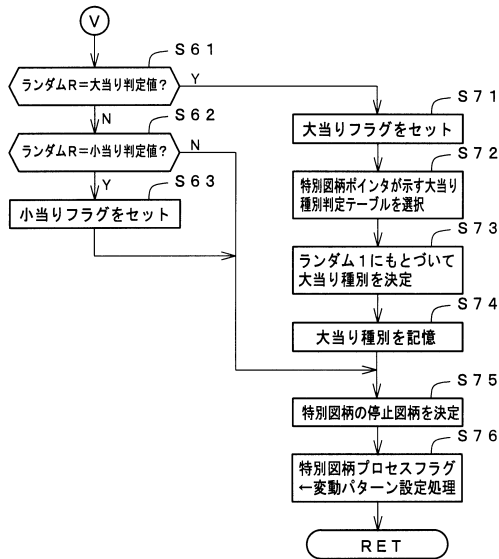 V
S61
ランダムR=大当り判定値?
Y
N
S62
ランダムR=小当り判定値?
N
Y
S63
小当りフラグをセット
S71
大当りフラグをセット
S72
特別図柄ポインタが示す大当り
種別判定テーブルを選択
S73
ランダム1にもとづいて
大当り種別を決定
S74
大当り種別を記憶
S75
特別図柄の停止図柄を決定
S76
特別図柄プロセスフラグ
←変動パターン設定処理
RET